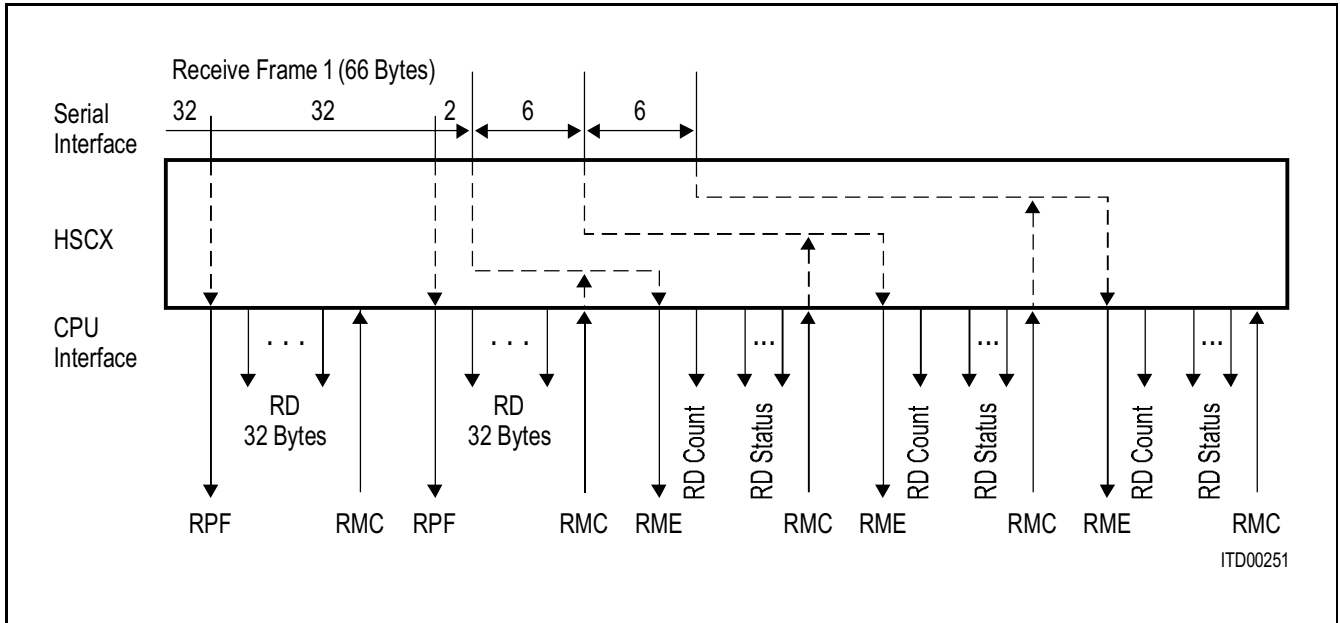 Receive Frame 1 (66 Bytes)
Serial
Interface
32 32 2 6 6
HSCX
CPU
Interface
. . . . . . ... ... ...
RD
32 Bytes
RD
32 Bytes
RD Count
RD Status
RD Count
RD Status
RD Count
RD Status
RPF RMC RPF RMC RME RMC RME RMC RME RMC
ITD00251